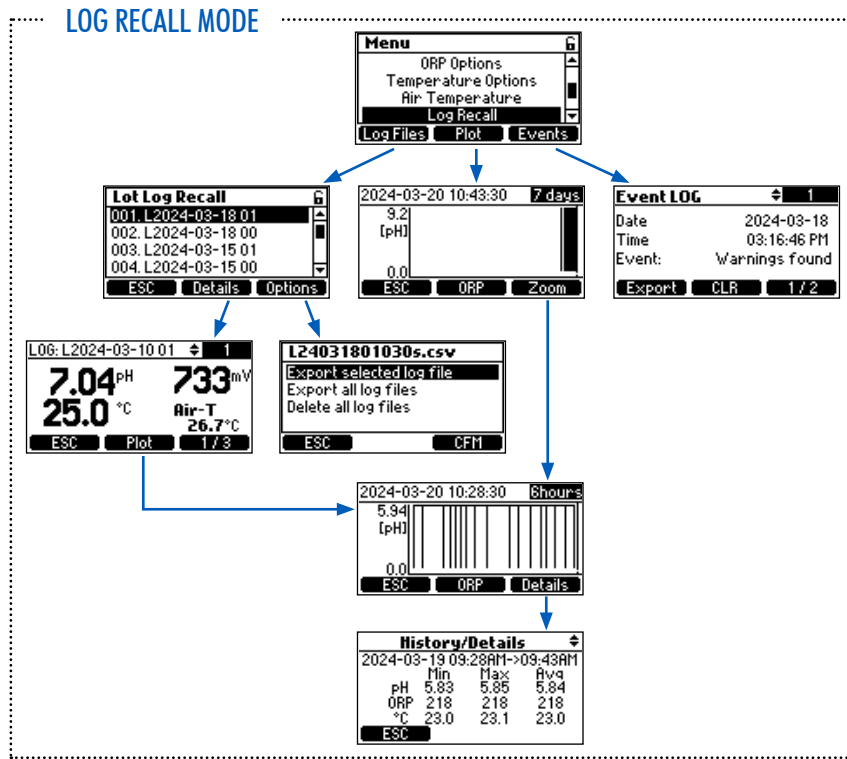 LOG RECALL MODE
Menu
ORP Options
Temperature Options
Air Temperature
Log Recall
Log Files Plot Events
Lot Log Recall
001. L2024-03-18 01
002. L2024-03-18 00
003. L2024-03-15 01
004. L2024-03-15 00
ESC Details Options
2024-03-20 10:43:30 7 days
9.2
[pH]
0.0
ESC ORP Zoom
Event LOG 1
Date 2024-03-18
Time 03:16:46 PM
Event: Warnings found
Export CLR 1/2
LOG: L2024-03-10 01 1
7.04 pH 733 mV
25.0 °C Air-T
26.7°C
ESC Plot 1/3
L24031801030s.csv
Export selected log file
Export all log files
Delete all log files
ESC CFM
2024-03-20 10:28:30 6hours
5.94
[pH]
0.0
ESC ORP Details
History/Details
2024-03-19 09:28AM->09:43AM
Min Max Avg
pH 5.83 5.85 5.84
ORP 218 218 218
°C 23.0 23.1 23.0
ESC